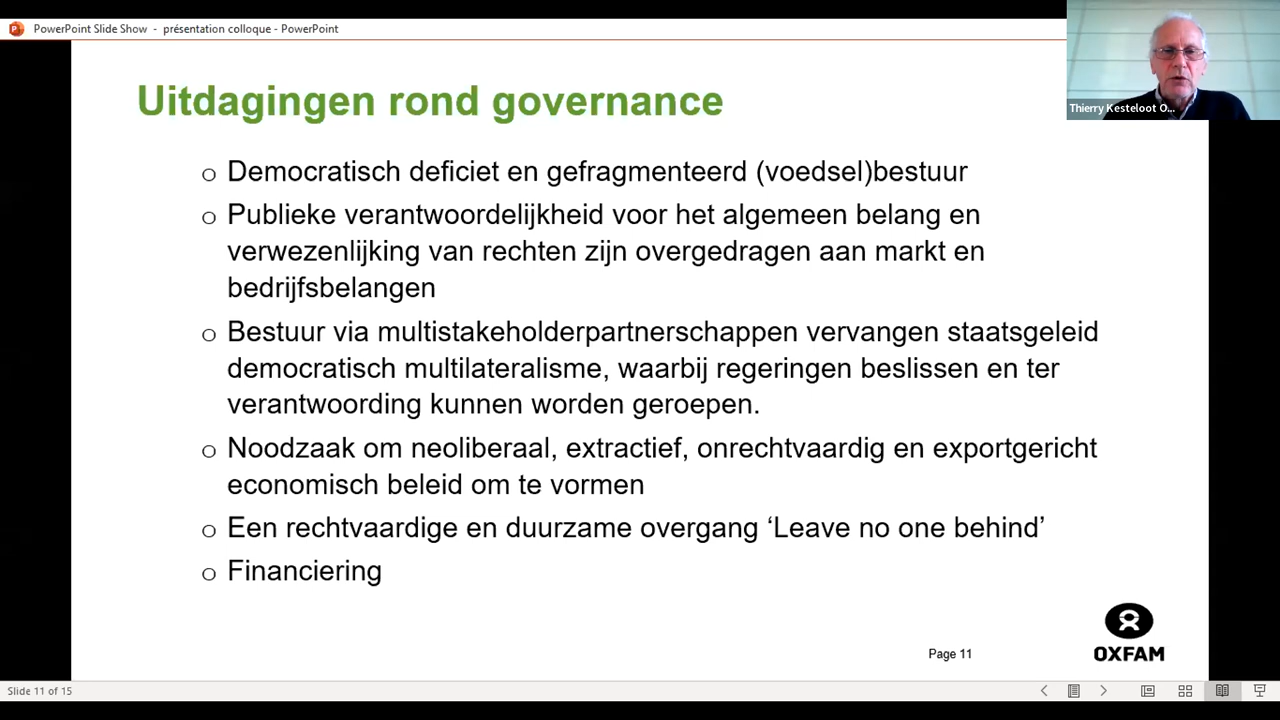 PowerPoint Slide Show - présentation colloque - PowerPoint
Thierry Kesteloot O...
Uitdagingen rond governance
o Democratisch deficiet en gefragmenteerd (voedsel)bestuur
o Publieke verantwoordelijkheid voor het algemeen belang en
verwezenlijking van rechten zijn overgedragen aan markt en
bedrijfsbelangen
o Bestuur via multistakeholderpartnerschappen vervangen staatsgeleid
democratisch multilateralisme, waarbij regeringen beslissen en ter
verantwoording kunnen worden geroepen.
o Noodzaak om neoliberaal, extractief, onrechtvaardig en exportgericht
economisch beleid om te vormen
o Een rechtvaardige en duurzame overgang ‘Leave no one behind’
o Financiering
Page 11
OXFAM
Slide 11 of 15